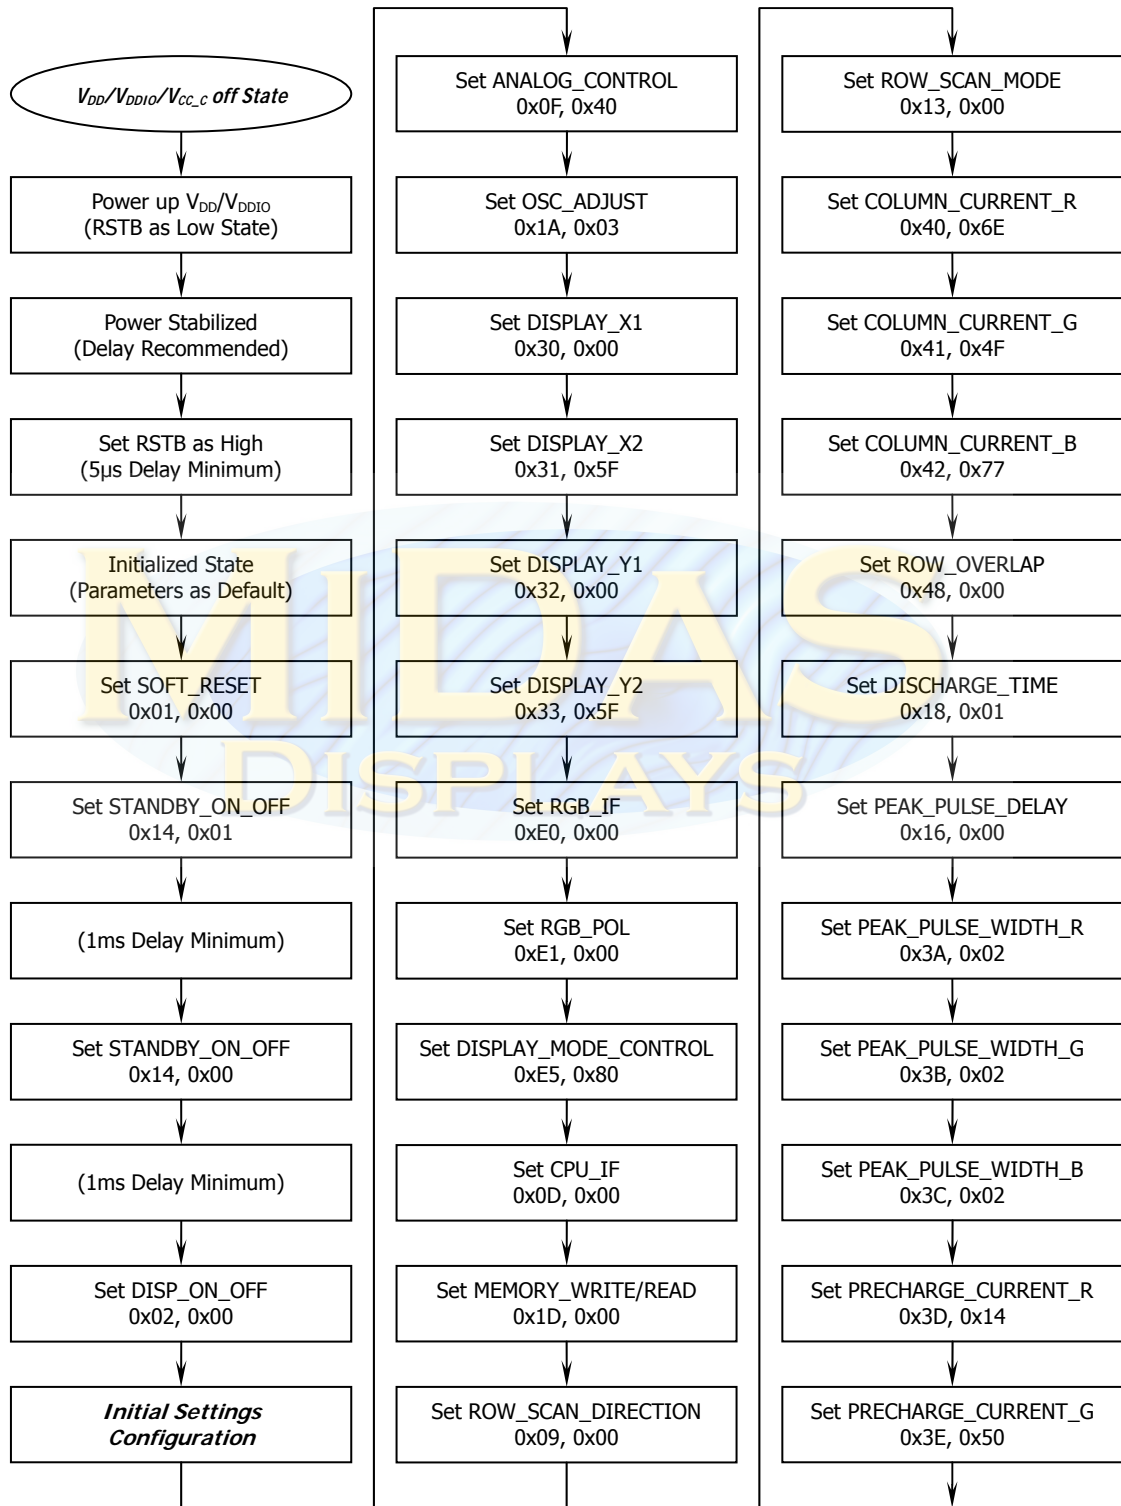 V_DD/V_DDIO/V_CC_C off State
Power up V_DD/V_DDIO
(RSTB as Low State)
Power Stabilized
(Delay Recommended)
Set RSTB as High
(5μs Delay Minimum)
Initialized State
(Parameters as Default)
Set SOFT_RESET
0x01, 0x00
Set STANDBY_ON_OFF
0x14, 0x01
(1ms Delay Minimum)
Set STANDBY_ON_OFF
0x14, 0x00
(1ms Delay Minimum)
Set DISP_ON_OFF
0x02, 0x00
Initial Settings
Configuration
Set ANALOG_CONTROL
0x0F, 0x40
Set OSC_ADJUST
0x1A, 0x03
Set DISPLAY_X1
0x30, 0x00
Set DISPLAY_X2
0x31, 0x5F
Set DISPLAY_Y1
0x32, 0x00
Set DISPLAY_Y2
0x33, 0x5F
Set RGB_IF
0xE0, 0x00
Set RGB_POL
0xE1, 0x00
Set DISPLAY_MODE_CONTROL
0xE5, 0x80
Set CPU_IF
0x0D, 0x00
Set MEMORY_WRITE/READ
0x1D, 0x00
Set ROW_SCAN_DIRECTION
0x09, 0x00
Set ROW_SCAN_MODE
0x13, 0x00
Set COLUMN_CURRENT_R
0x40, 0x6E
Set COLUMN_CURRENT_G
0x41, 0x4F
Set COLUMN_CURRENT_B
0x42, 0x77
Set ROW_OVERLAP
0x48, 0x00
Set DISCHARGE_TIME
0x18, 0x01
Set PEAK_PULSE_DELAY
0x16, 0x00
Set PEAK_PULSE_WIDTH_R
0x3A, 0x02
Set PEAK_PULSE_WIDTH_G
0x3B, 0x02
Set PEAK_PULSE_WIDTH_B
0x3C, 0x02
Set PRECHARGE_CURRENT_R
0x3D, 0x14
Set PRECHARGE_CURRENT_G
0x3E, 0x50
MIDAS
DISPLAYS